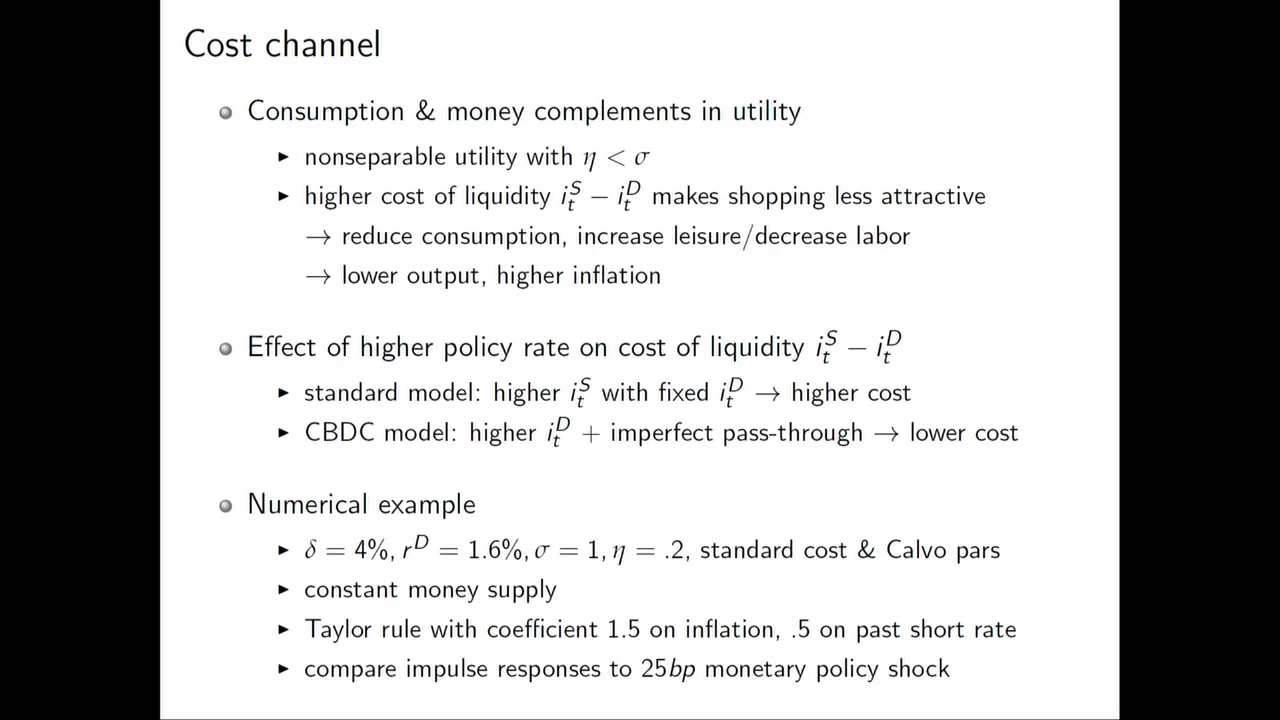 Cost channel
Consumption & money complements in utility
► nonseparable utility with η < σ
► higher cost of liquidity i_t^S − i_t^D makes shopping less attractive
→ reduce consumption, increase leisure/decrease labor
→ lower output, higher inflation
Effect of higher policy rate on cost of liquidity i_t^S − i_t^D
► standard model: higher i_t^S with fixed i_t^D → higher cost
► CBDC model: higher i_t^D + imperfect pass-through → lower cost
Numerical example
► δ = 4%, r^D = 1.6%, σ = 1, η = .2, standard cost & Calvo pars
► constant money supply
► Taylor rule with coefficient 1.5 on inflation, .5 on past short rate
► compare impulse responses to 25bp monetary policy shock